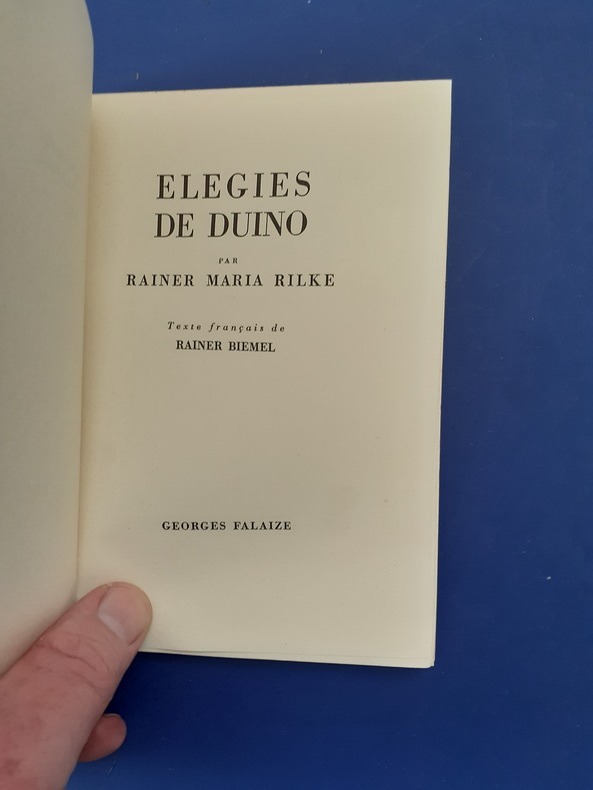 ELEGIES
DE DUINO
PAR
RAINER MARIA RILKE
Texte français de
RAINER BIEMEL
GEORGES FALAIZE